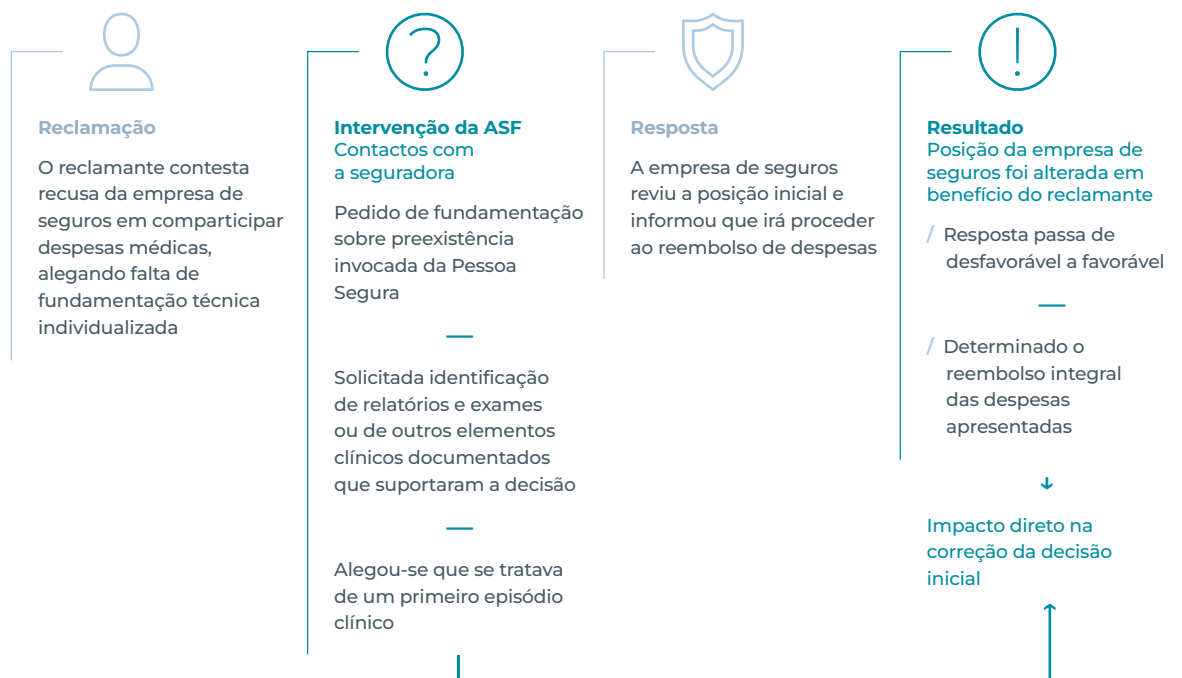 Reclamação
O reclamante contesta
recusa da empresa de
seguros em comparticipar
despesas médicas,
alegando falta de
fundamentação técnica
individualizada
Intervenção da ASF
Contactos com
a seguradora
Pedido de fundamentação
sobre preexistência
invocada da Pessoa
Segura
Solicitada identificação
de relatórios e exames
ou de outros elementos
clínicos documentados
que suportaram a decisão
Alegou-se que se tratava
de um primeiro episódio
clínico
Resposta
A empresa de seguros
reviu a posição inicial e
informou que irá proceder
ao reembolso de despesas
Resultado
Posição da empresa de
seguros foi alterada em
benefício do reclamante
/ Resposta passa de
desfavorável a favorável
/ Determinado o
reembolso integral
das despesas
apresentadas
Impacto direto na
correção da decisão
inicial